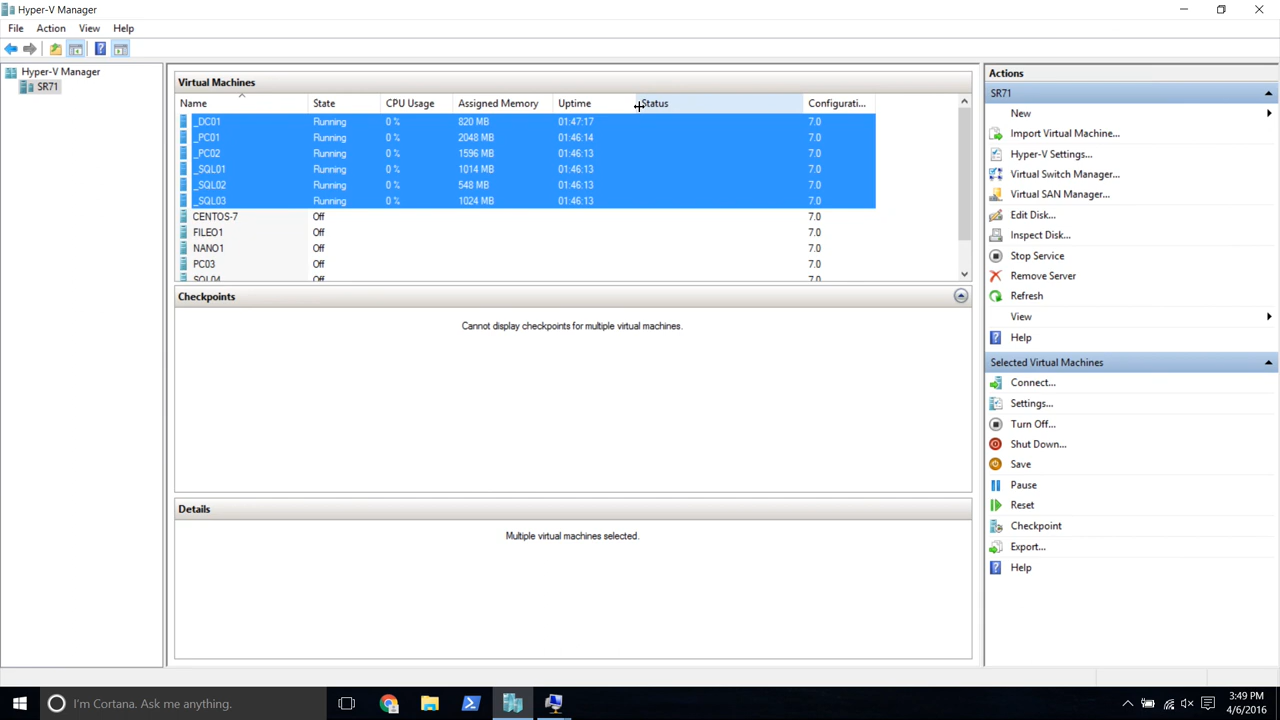 Hyper-V Manager
File Action View Help
Hyper-V Manager
SR71
Virtual Machines
Name State CPU Usage Assigned Memory Uptime Status Configurati...
_DC01 Running 0 % 820 MB 01:47:17 7.0
_PC01 Running 0 % 2048 MB 01:46:14 7.0
_PC02 Running 0 % 1596 MB 01:46:13 7.0
_SQL01 Running 0 % 1014 MB 01:46:13 7.0
_SQL02 Running 0 % 548 MB 01:46:13 7.0
_SQL03 Running 0 % 1024 MB 01:46:13 7.0
CENTOS-7 Off 7.0
FILEO1 Off 7.0
NANO1 Off 7.0
PC03 Off 7.0
SQL04 Off 7.0
Checkpoints
Cannot display checkpoints for multiple virtual machines.
Details
Multiple virtual machines selected.
Actions
SR71
New
Import Virtual Machine...
Hyper-V Settings...
Virtual Switch Manager...
Virtual SAN Manager...
Edit Disk...
Inspect Disk...
Stop Service
Remove Server
Refresh
View
Help
Selected Virtual Machines
Connect...
Settings...
Turn Off...
Shut Down...
Save
Pause
Reset
Checkpoint
Export...
Help
I'm Cortana. Ask me anything.
3:49 PM
4/6/2016